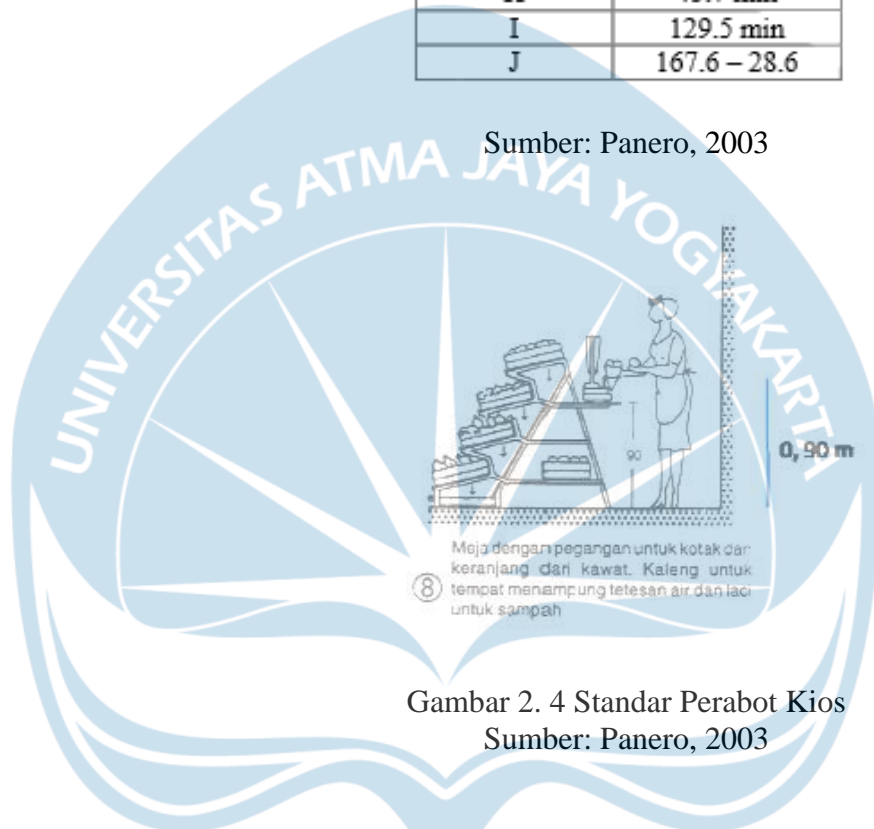 I 129.5 min
J 167.6 – 28.6
Sumber: Panero, 2003
UNIVERSITAS ATMA JAYA YOGYAKARTA
90
0,90 m
Meja dengan pegangan untuk kotak dan
keranjang dari kawat. Kaleng untuk
8 tempat menampung tetesan air dan laci
untuk sampah
Gambar 2. 4 Standar Perabot Kios
Sumber: Panero, 2003